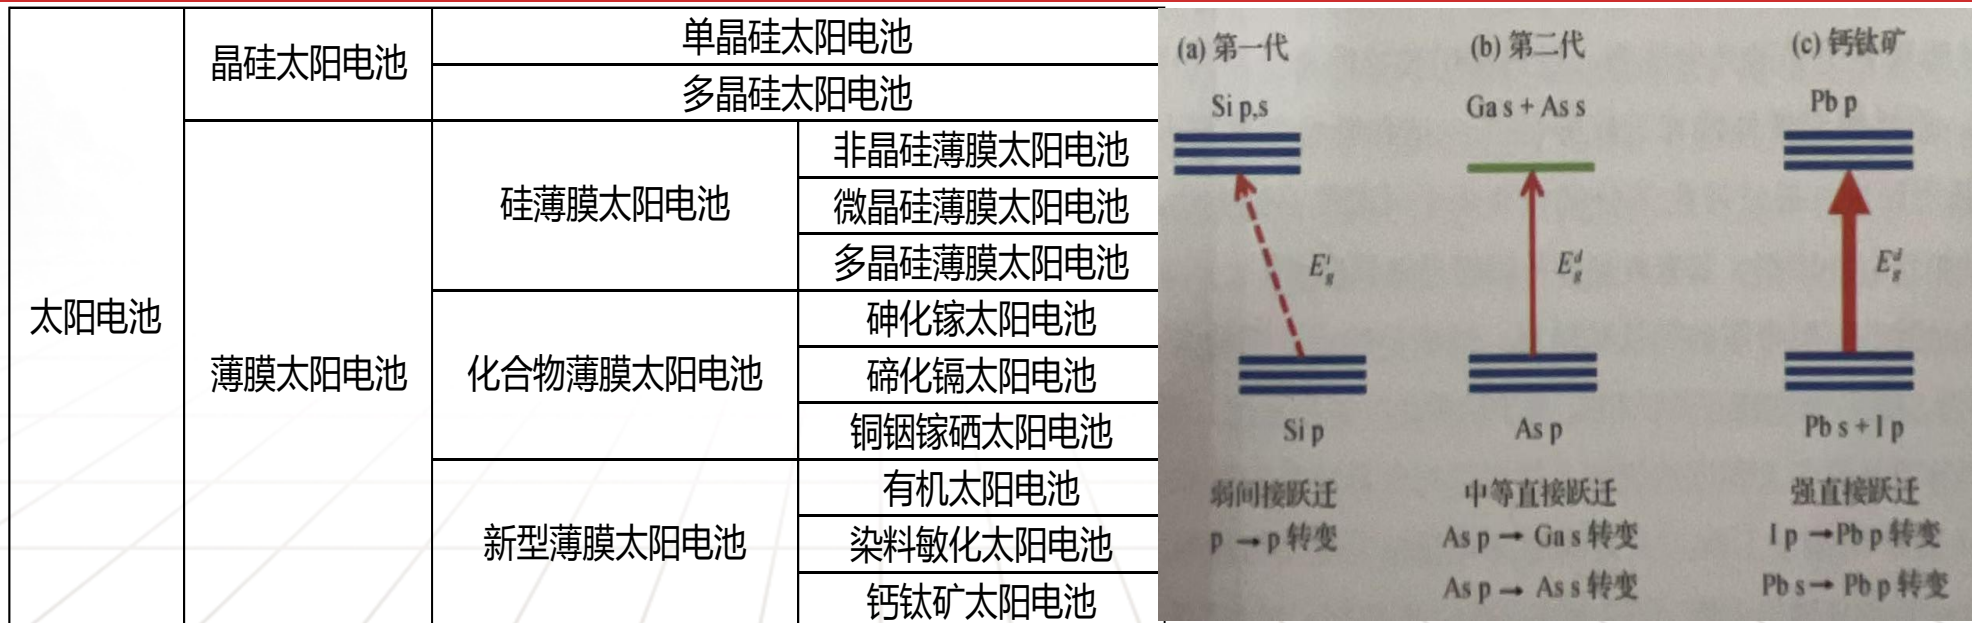 太阳电池
晶硅太阳电池
单晶硅太阳电池
多晶硅太阳电池
薄膜太阳电池
硅薄膜太阳电池
非晶硅薄膜太阳电池
微晶硅薄膜太阳电池
多晶硅薄膜太阳电池
化合物薄膜太阳电池
砷化镓太阳电池
碲化镉太阳电池
铜铟镓硒太阳电池
新型薄膜太阳电池
有机太阳电池
染料敏化太阳电池
钙钛矿太阳电池
(a) 第一代
Si p,s
E_g^i
Si p
弱间接跃迁
p → p 转变
(b) 第二代
Ga s + As s
E_g^d
As p
中等直接跃迁
As p → Ga s 转变
As p → As s 转变
(c) 钙钛矿
Pb p
E_g^d
Pb s + I p
强直接跃迁
I p → Pb p 转变
Pb s → Pb p 转变